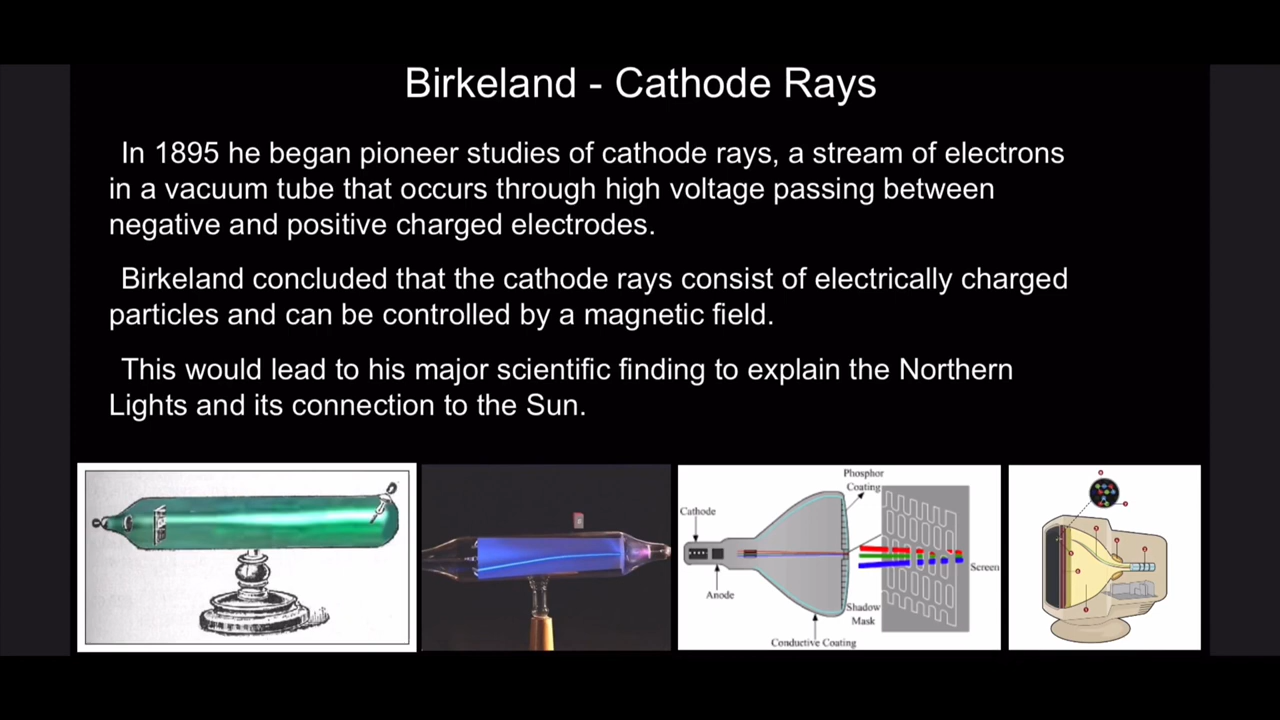 Birkeland - Cathode Rays
In 1895 he began pioneer studies of cathode rays, a stream of electrons
in a vacuum tube that occurs through high voltage passing between
negative and positive charged electrodes.
Birkeland concluded that the cathode rays consist of electrically charged
particles and can be controlled by a magnetic field.
This would lead to his major scientific finding to explain the Northern
Lights and its connection to the Sun.
Phosphor
Coating
Cathode
Anode
Screen
Shadow
Mask
Conductive Coating